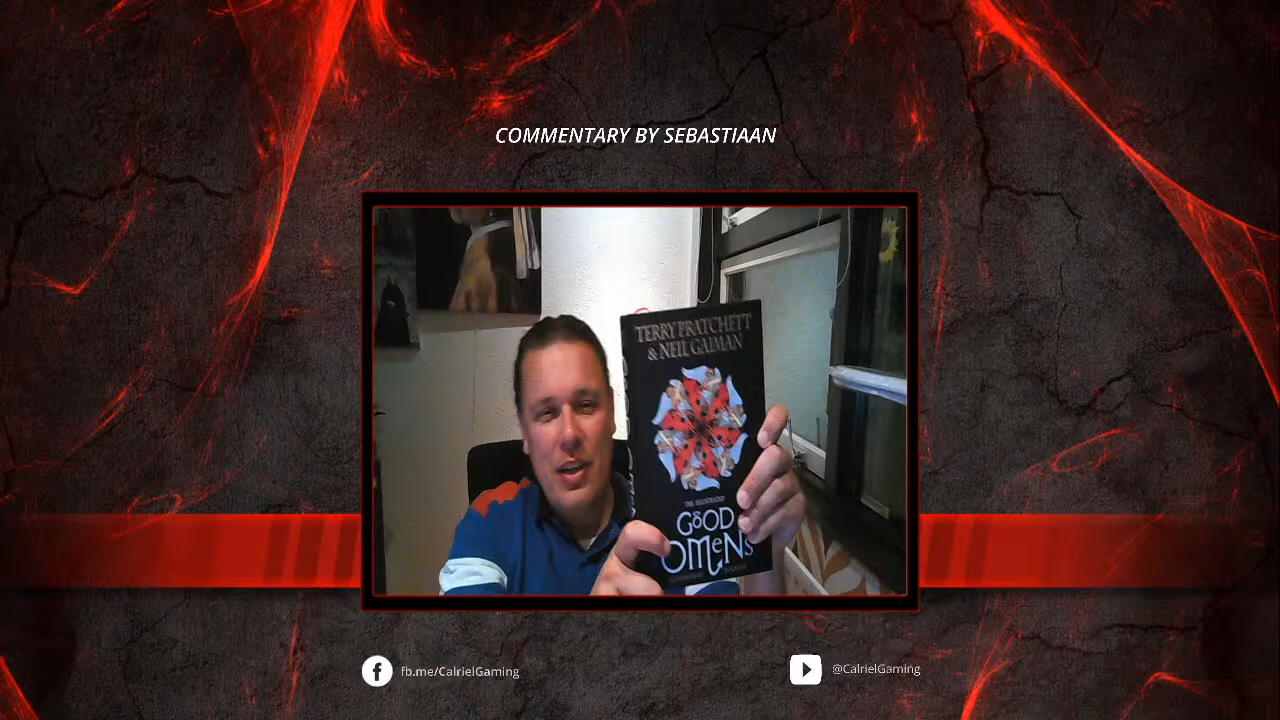 COMMENTARY BY SEBASTIAAN
TERRY PRATCHETT
& NEIL GAIMAN
THE ILLUSTRATED
GOOD
OMENS
fb.me/CalrielGaming
@CalrielGaming